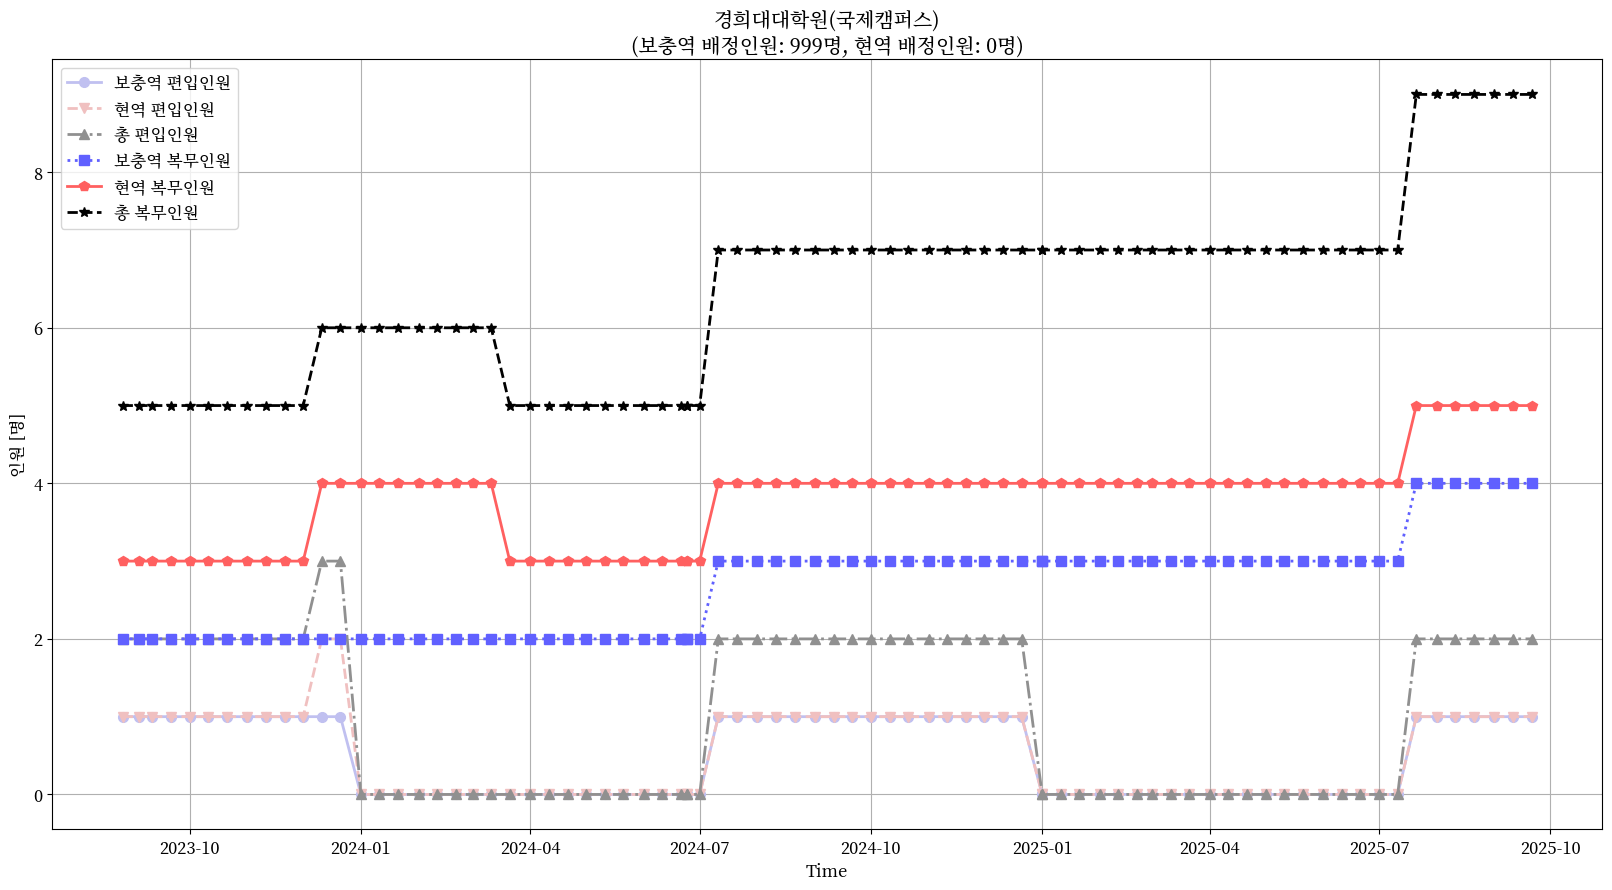 경희대대학원(국제캠퍼스)
(보충역 배정인원: 999명, 현역 배정인원: 0명)
보충역 편입인원
현역 편입인원
총 편입인원
보충역 복무인원
현역 복무인원
총 복무인원
인원 [명]
8
6
4
2
0
2023-10
2024-01
2024-04
2024-07
2024-10
2025-01
2025-04
2025-07
2025-10
Time